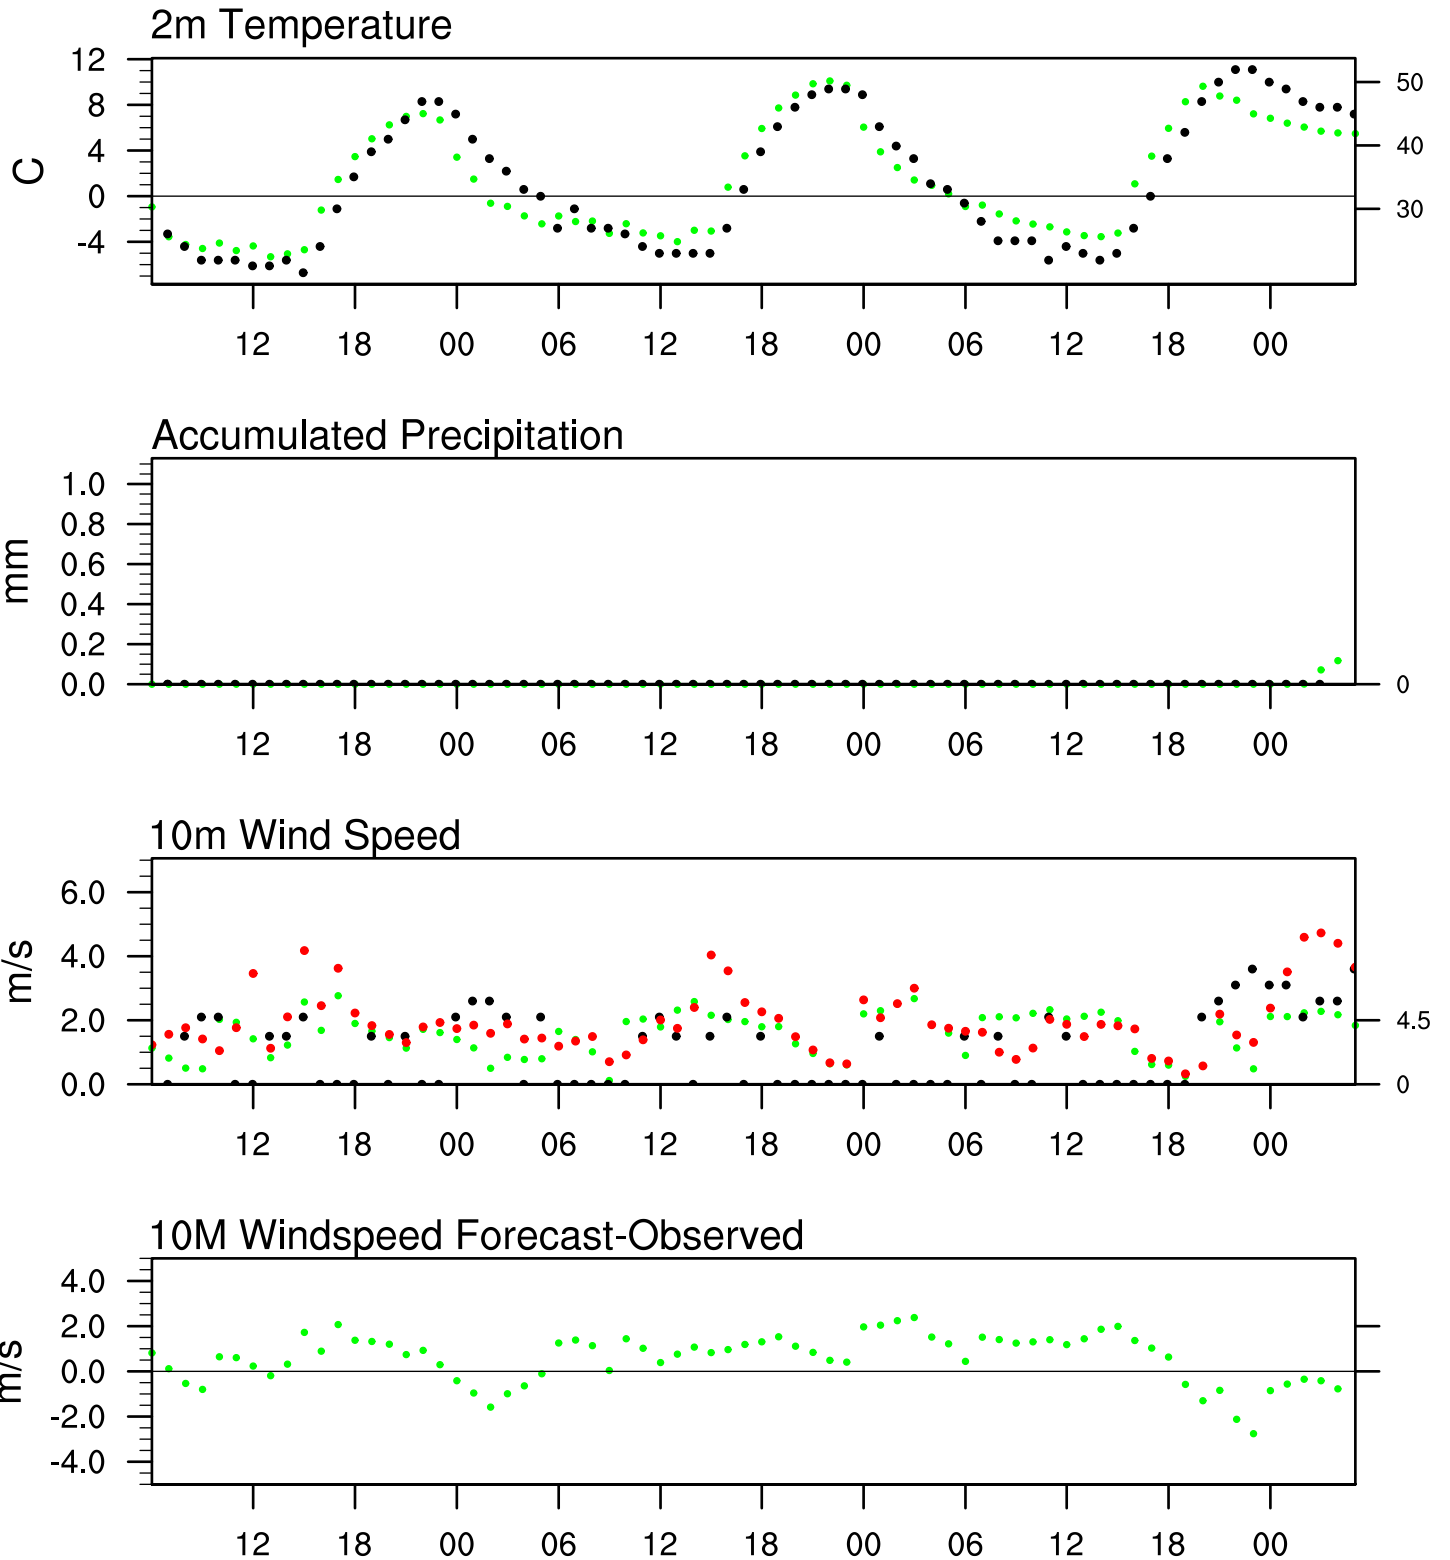 2m Temperature
12
8
4
0
-4
C
50
40
30
12 18 00 06 12 18 00 06 12 18 00
Accumulated Precipitation
1.0
0.8
0.6
0.4
0.2
0.0
mm
0
12 18 00 06 12 18 00 06 12 18 00
10m Wind Speed
6.0
4.0
2.0
0.0
m/s
4.5
0
12 18 00 06 12 18 00 06 12 18 00
10M Windspeed Forecast-Observed
4.0
2.0
0.0
-2.0
-4.0
m/s
12 18 00 06 12 18 00 06 12 18 00